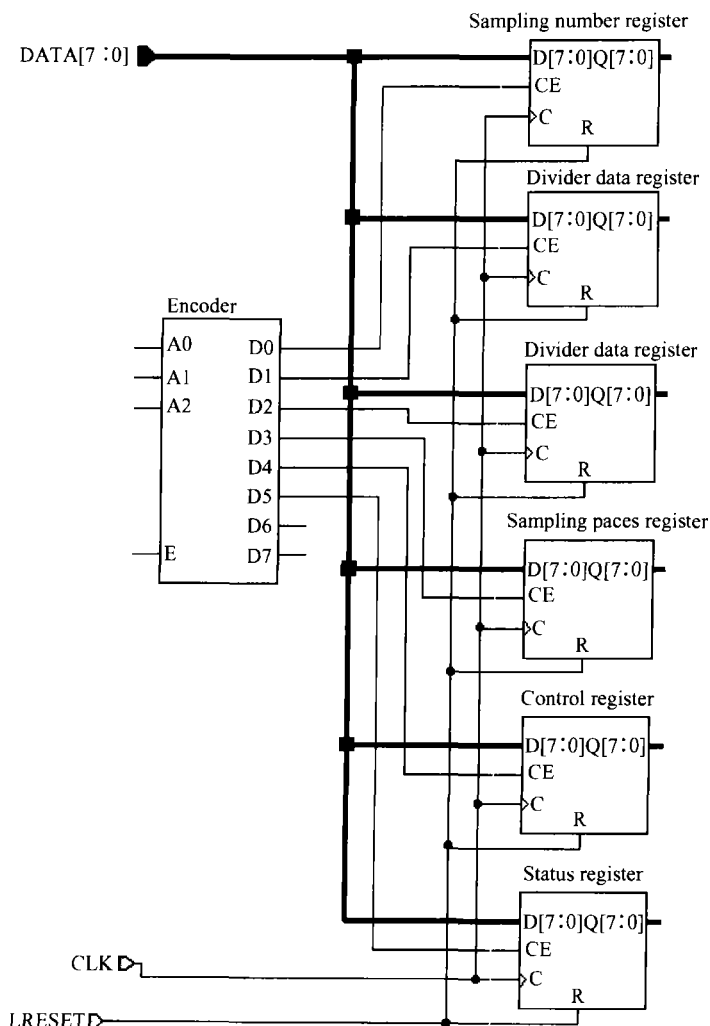 Sampling number register
DATA[7:0]
D[7:0]Q[7:0]
CE
C
R
Divider data register
D[7:0]Q[7:0]
CE
C
R
Encoder
A0 D0
A1 D1
A2 D2
D3
D4
D5
D6
E D7
Divider data register
D[7:0]Q[7:0]
CE
C
R
Sampling paces register
D[7:0]Q[7:0]
CE
C
R
Control register
D[7:0]Q[7:0]
CE
C
R
Status register
D[7:0]Q[7:0]
CE
C
R
CLK
LRESET